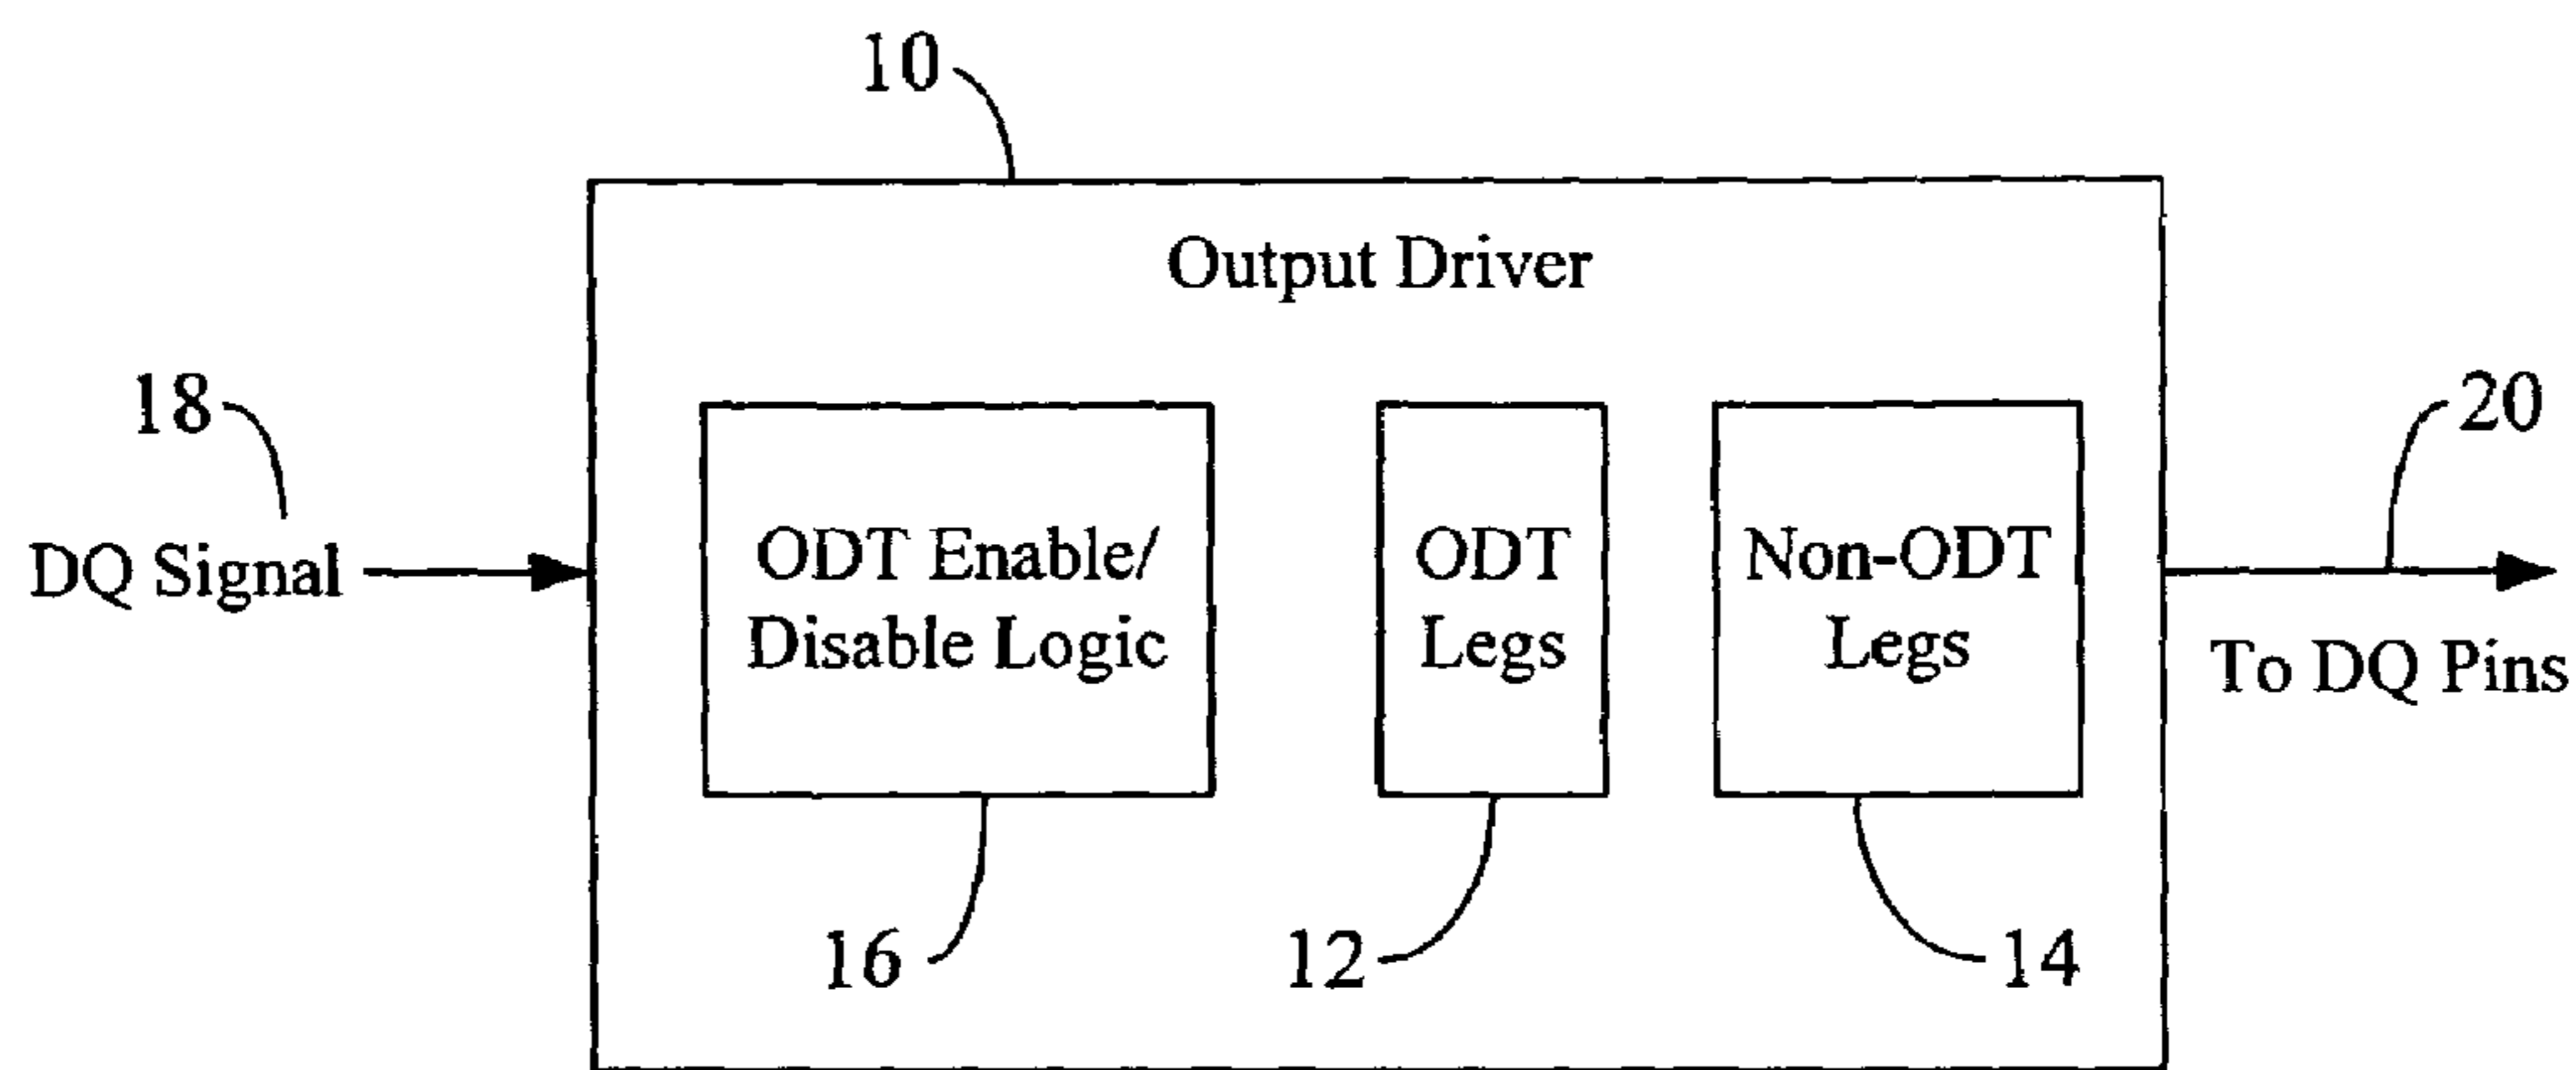 10
Output Driver
18
20
DQ Signal
ODT Enable/
Disable Logic
ODT
Legs
Non-ODT
Legs
To DQ Pins
16
12
14